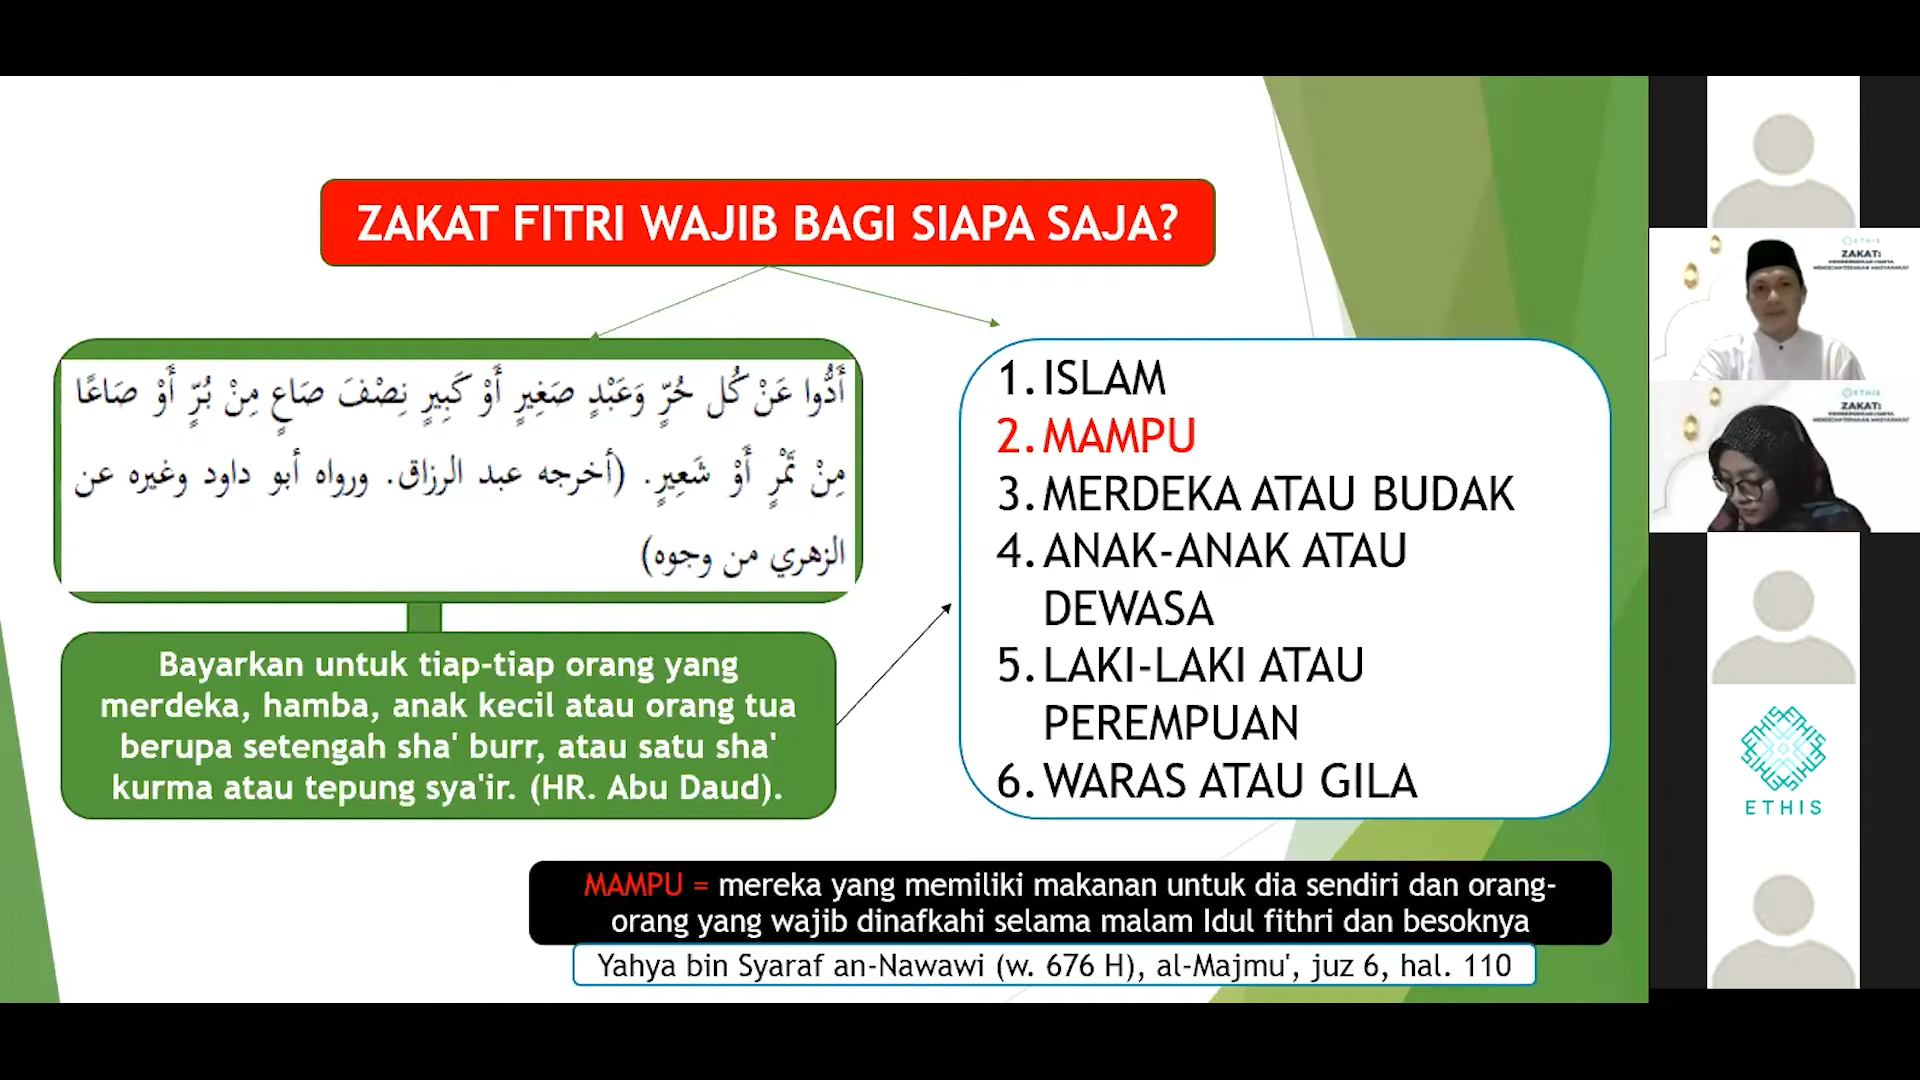 ZAKAT FITRI WAJIB BAGI SIAPA SAJA?
أَدُّوا عَنْ كُل حُرٍّ وَعَبْدٍ صَغِيرٍ أَوْ كَبِيرٍ نِصْفَ صَاعٍ مِنْ بُرٍّ أَوْ صَاعًا
مِنْ تَمْرٍ أَوْ شَعِيرٍ. (أخرجه عبد الرزاق. ورواه أبو داود وغيره عن
الزهري من وجوه)
Bayarkan untuk tiap-tiap orang yang
merdeka, hamba, anak kecil atau orang tua
berupa setengah sha' burr, atau satu sha'
kurma atau tepung sya'ir. (HR. Abu Daud).
1. ISLAM
2. MAMPU
3. MERDEKA ATAU BUDAK
4. ANAK-ANAK ATAU
DEWASA
5. LAKI-LAKI ATAU
PEREMPUAN
6. WARAS ATAU GILA
MAMPU = mereka yang memiliki makanan untuk dia sendiri dan orang-
orang yang wajib dinafkahi selama malam Idul fithri dan besoknya
Yahya bin Syaraf an-Nawawi (w. 676 H), al-Majmu', juz 6, hal. 110
ETHIS
ZAKAT:
ETHIS
ZAKAT:
ETHIS